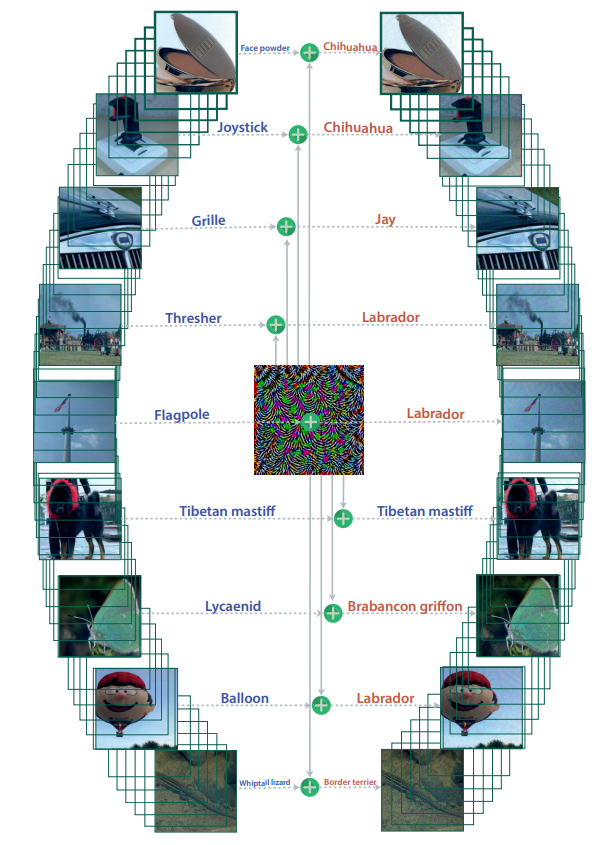 Face powder Chihuahua
Joystick Chihuahua
Grille Jay
Thresher Labrador
Flagpole Labrador
Tibetan mastiff Tibetan mastiff
Lycaenid Brabancon griffon
Balloon Labrador
Whiptail lizard Border terrier